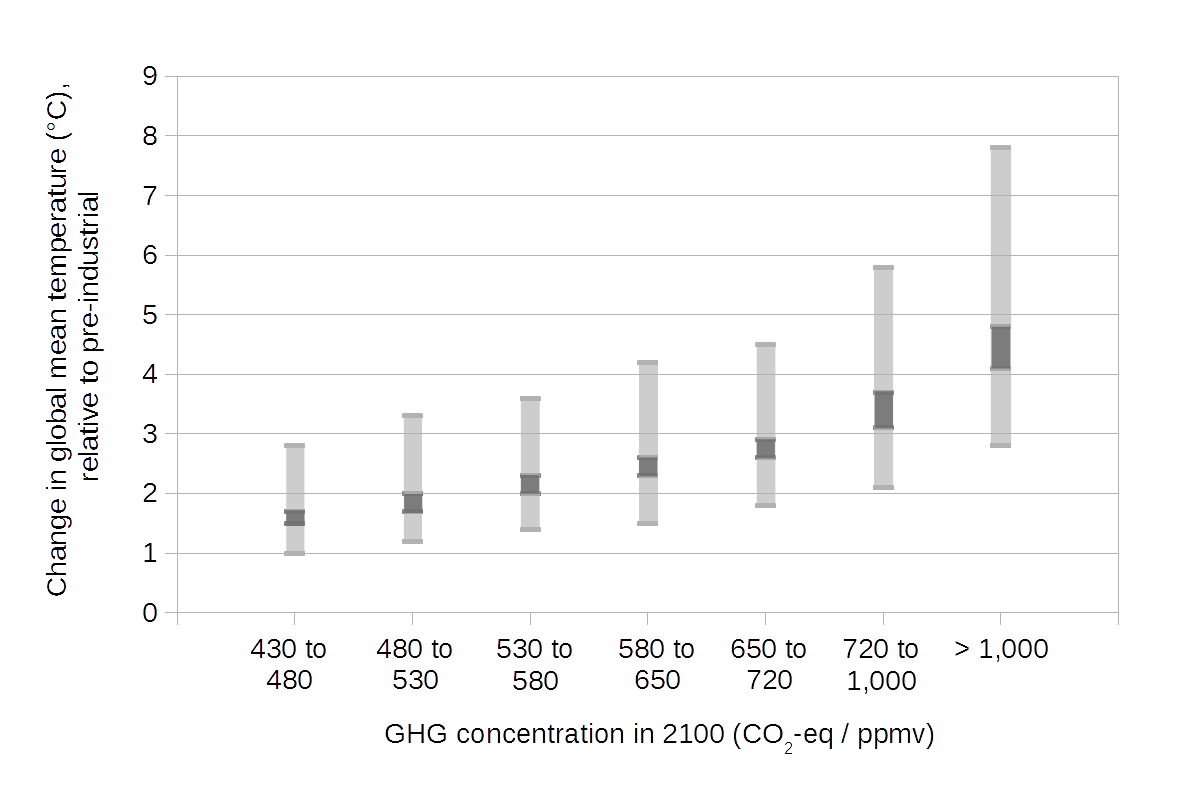 Change in global mean temperature (°C),
relative to pre-industrial
9
8
7
6
5
4
3
2
1
0
430 to
480
480 to
530
530 to
580
580 to
650
650 to
720
720 to
1,000
> 1,000
GHG concentration in 2100 (CO₂-eq / ppmv)